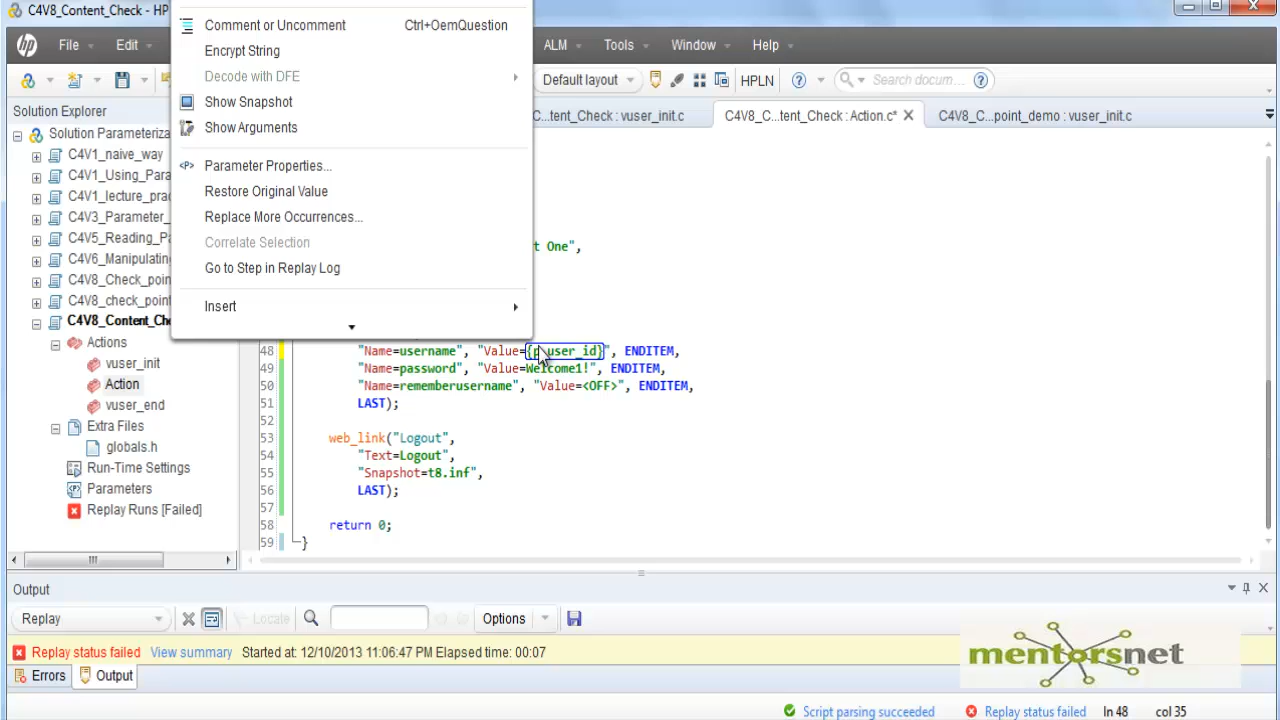 C4V8_Content_Check - HP
Comment or Uncomment Ctrl+OemQuestion
Encrypt String
Decode with DFE
Show Snapshot
Show Arguments
Parameter Properties...
Restore Original Value
Replace More Occurrences...
Correlate Selection
Go to Step in Replay Log
Insert
hp File Edit ALM Tools Window Help
Default layout HPLN Search docum...
Solution Explorer
C...tent_Check : vuser_init.c C4V8_C...tent_Check : Action.c* C4V8_C...point_demo : vuser_init.c
Solution Parameteriza
C4V1_naive_way
C4V1_Using_Para
C4V1_lecture_prac
C4V3_Parameter_
C4V5_Reading_Pa
C4V6_Manipulating
C4V8_Check_point
C4V8_check_point
C4V8_Content_Che
Actions
vuser_init
Action
vuser_end
Extra Files
globals.h
Run-Time Settings
Parameters
Replay Runs [Failed]
t One",
48 "Name=username", "Value={p_user_id}", ENDITEM,
49 "Name=password", "Value=Welcome1!", ENDITEM,
50 "Name=rememberusername", "Value=<OFF>", ENDITEM,
51 LAST);
52
53 web_link("Logout",
54 "Text=Logout",
55 "Snapshot=t8.inf",
56 LAST);
57
58 return 0;
59 }
Output
Replay Locate Options
Replay status failed View summary Started at: 12/10/2013 11:06:47 PM Elapsed time: 00:07
mentorsnet
Errors Output
Script parsing succeeded Replay status failed ln 48 col 35